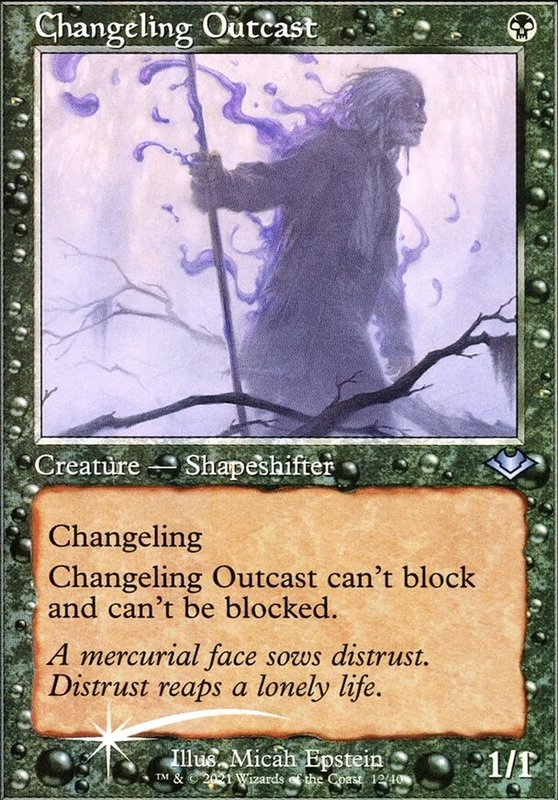 Changeling Outcast
Creature — Shapeshifter
Changeling
Changeling Outcast can't block
and can't be blocked.
A mercurial face sows distrust.
Distrust reaps a lonely life.
Illus. Micah Epstein
™ & © 2021 Wizards of the Coast 12/40
1/1